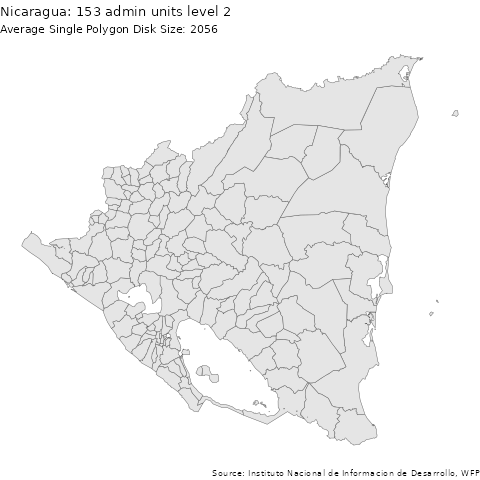 Nicaragua: 153 admin units level 2
Average Single Polygon Disk Size: 2056
Source: Instituto Nacional de Informacion de Desarrollo, WFP